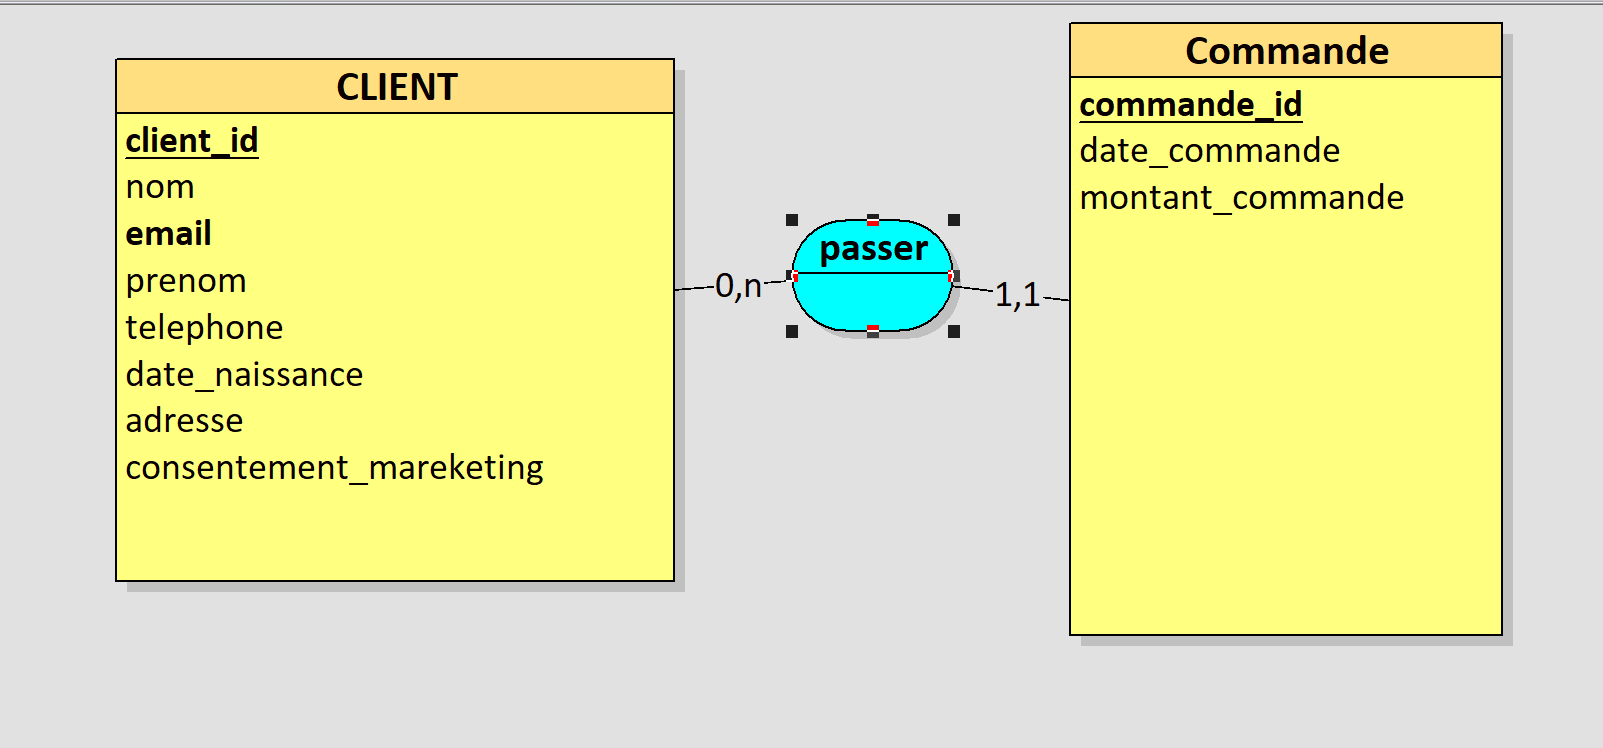 CLIENT
client_id
nom
email
prenom
telephone
date_naissance
adresse
consentement_mareketing
0,n
passer
1,1
Commande
commande_id
date_commande
montant_commande